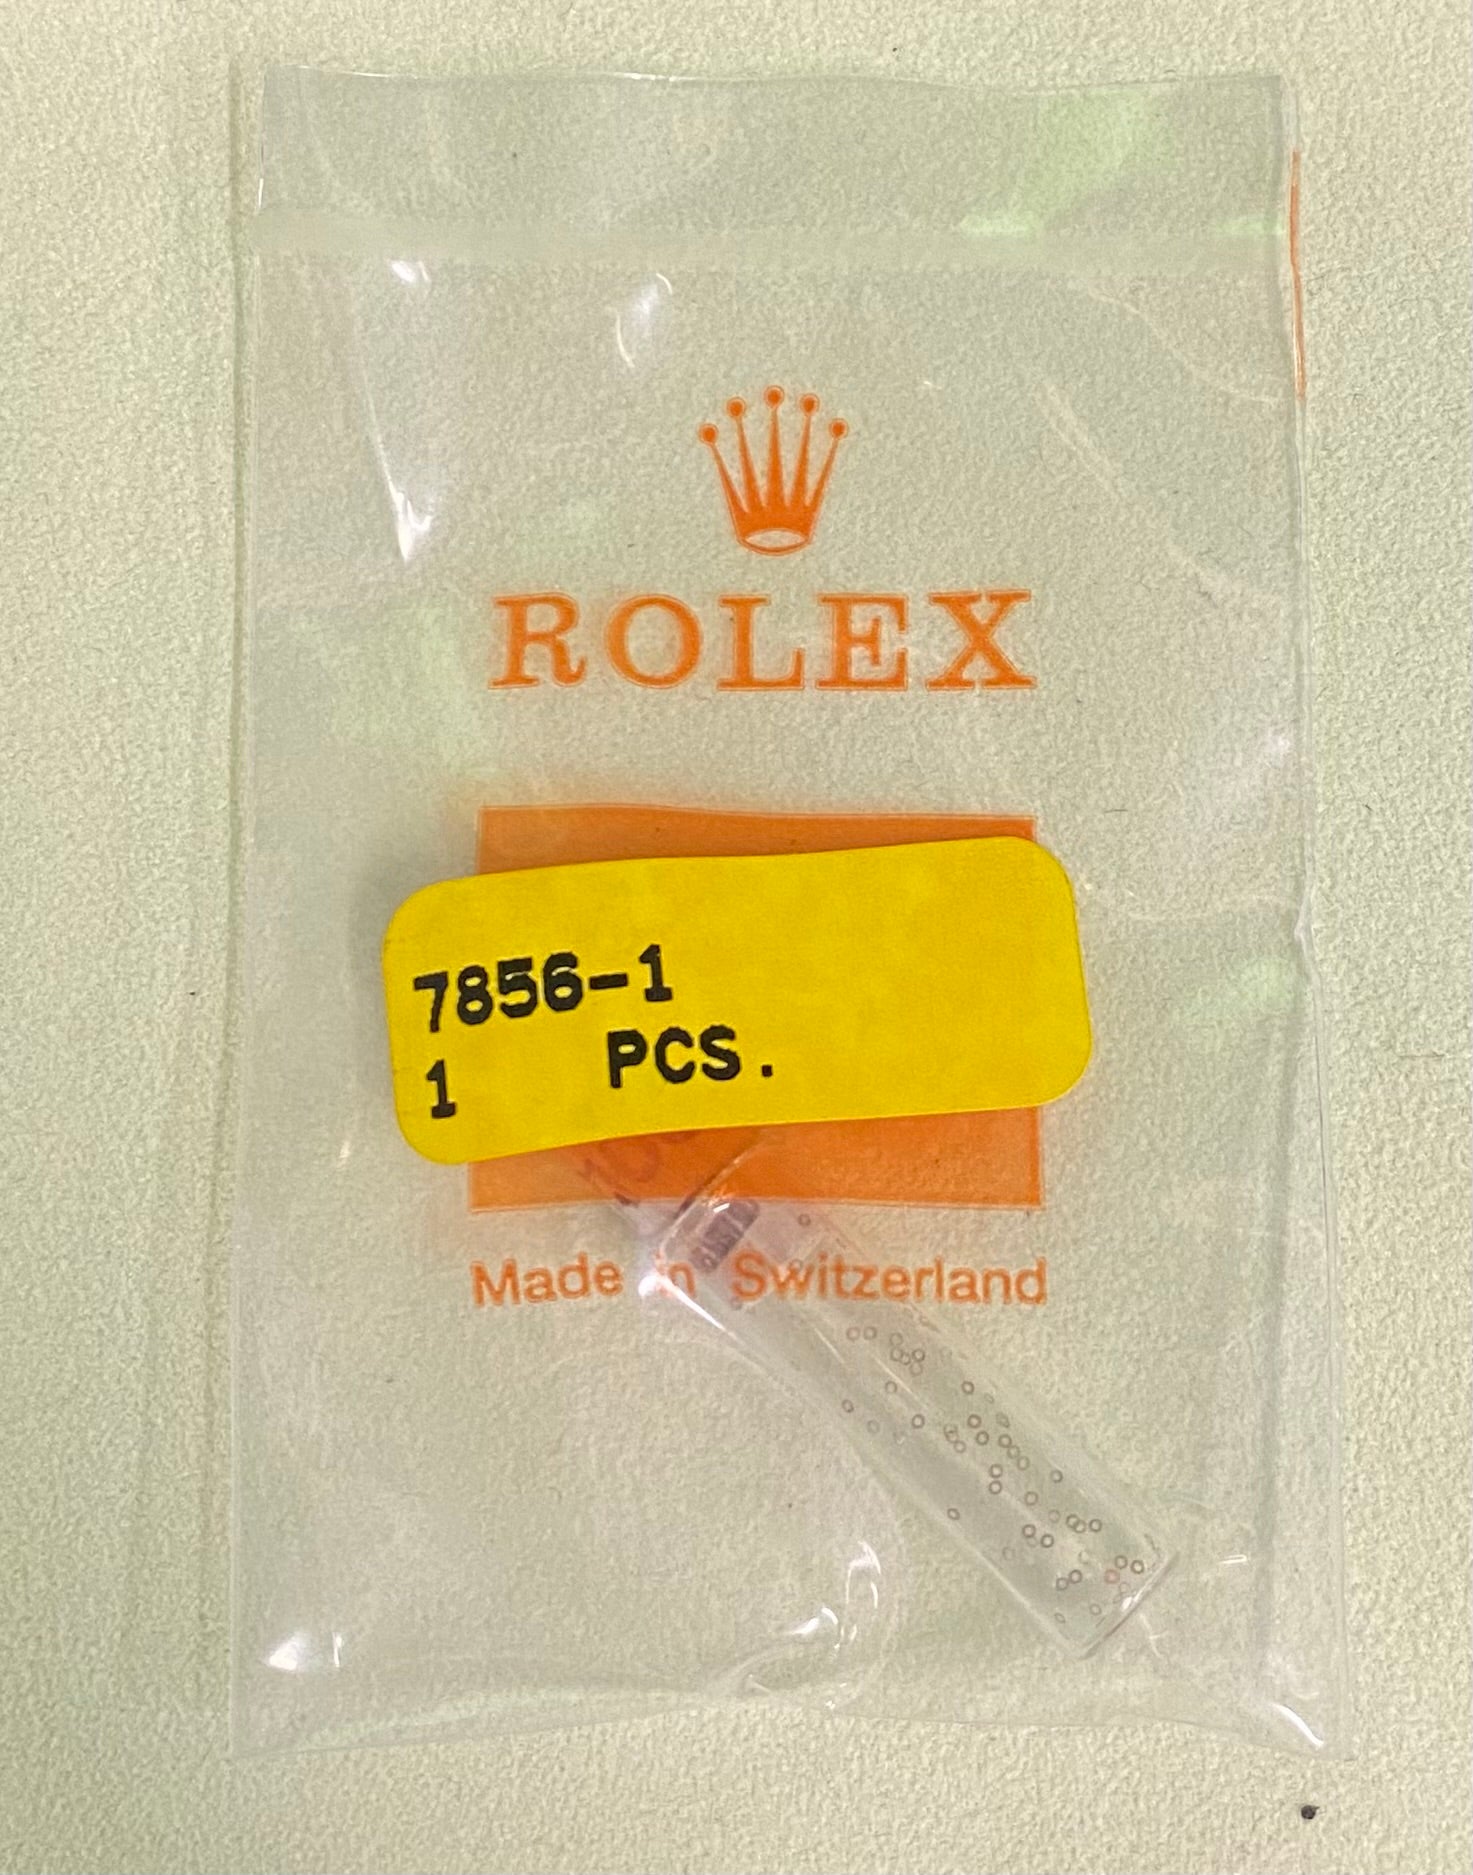 ROLEX
7856-1
1 PCS.
Made in Switzerland